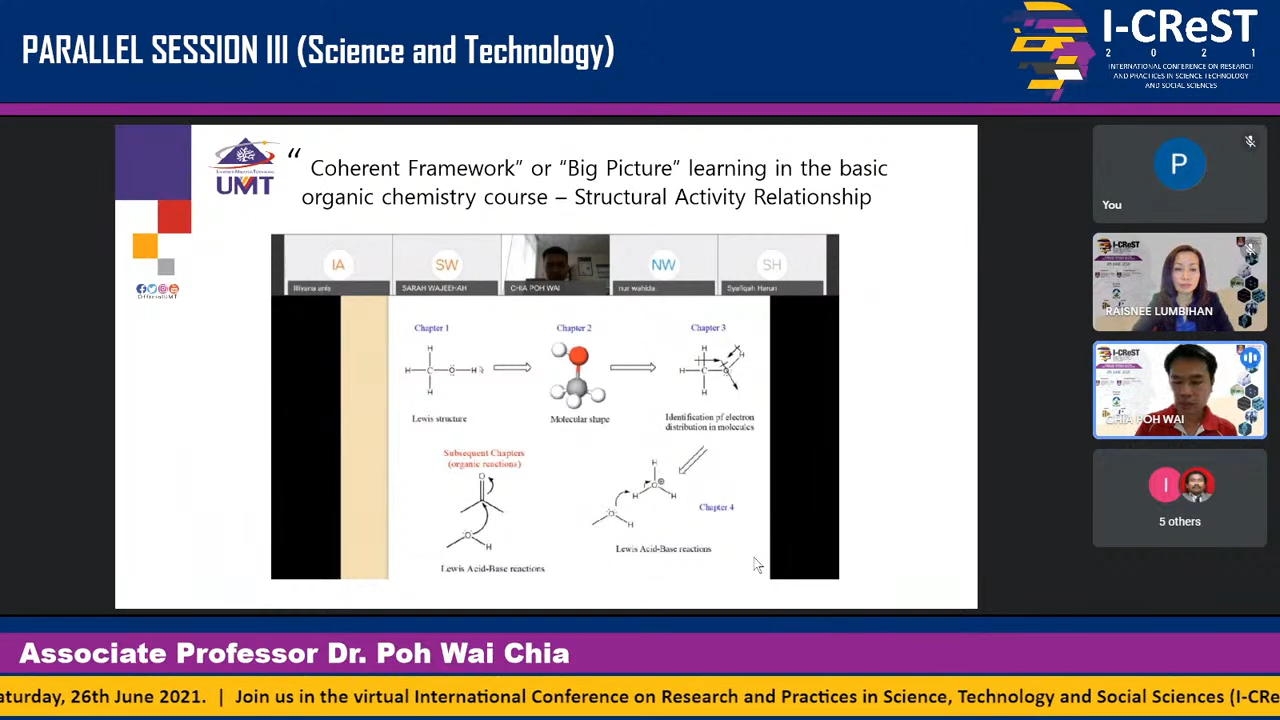 PARALLEL SESSION III (Science and Technology)
I-CReST
2 0 2 1
INTERNATIONAL CONFERENCE ON RESEARCH
AND PRACTICES IN SCIENCE TECHNOLOGY
AND SOCIAL SCIENCES
UMT
OfficialUMT
“ Coherent Framework” or “Big Picture” learning in the basic
organic chemistry course – Structural Activity Relationship
IA
SW
NW
SH
Illiyana anis
SARAH WAJEEHAH
CHIA POH WAI
nur wahida
Syafiqah Harun
Chapter 1
Chapter 2
Chapter 3
H
H C O H
H
H
H C O H
H
Lewis structure
Molecular shape
Identification pf electron
distribution in molecules
Subsequent Chapters
(organic reactions)
O
O
H
H
H O H
O
H
Chapter 4
Lewis Acid-Base reactions
Lewis Acid-Base reactions
P
You
RAISNEE LUMBIHAN
CHIA POH WAI
I
5 others
Associate Professor Dr. Poh Wai Chia
aturday, 26th June 2021. | Join us in the virtual International Conference on Research and Practices in Science, Technology and Social Sciences (I-CRe